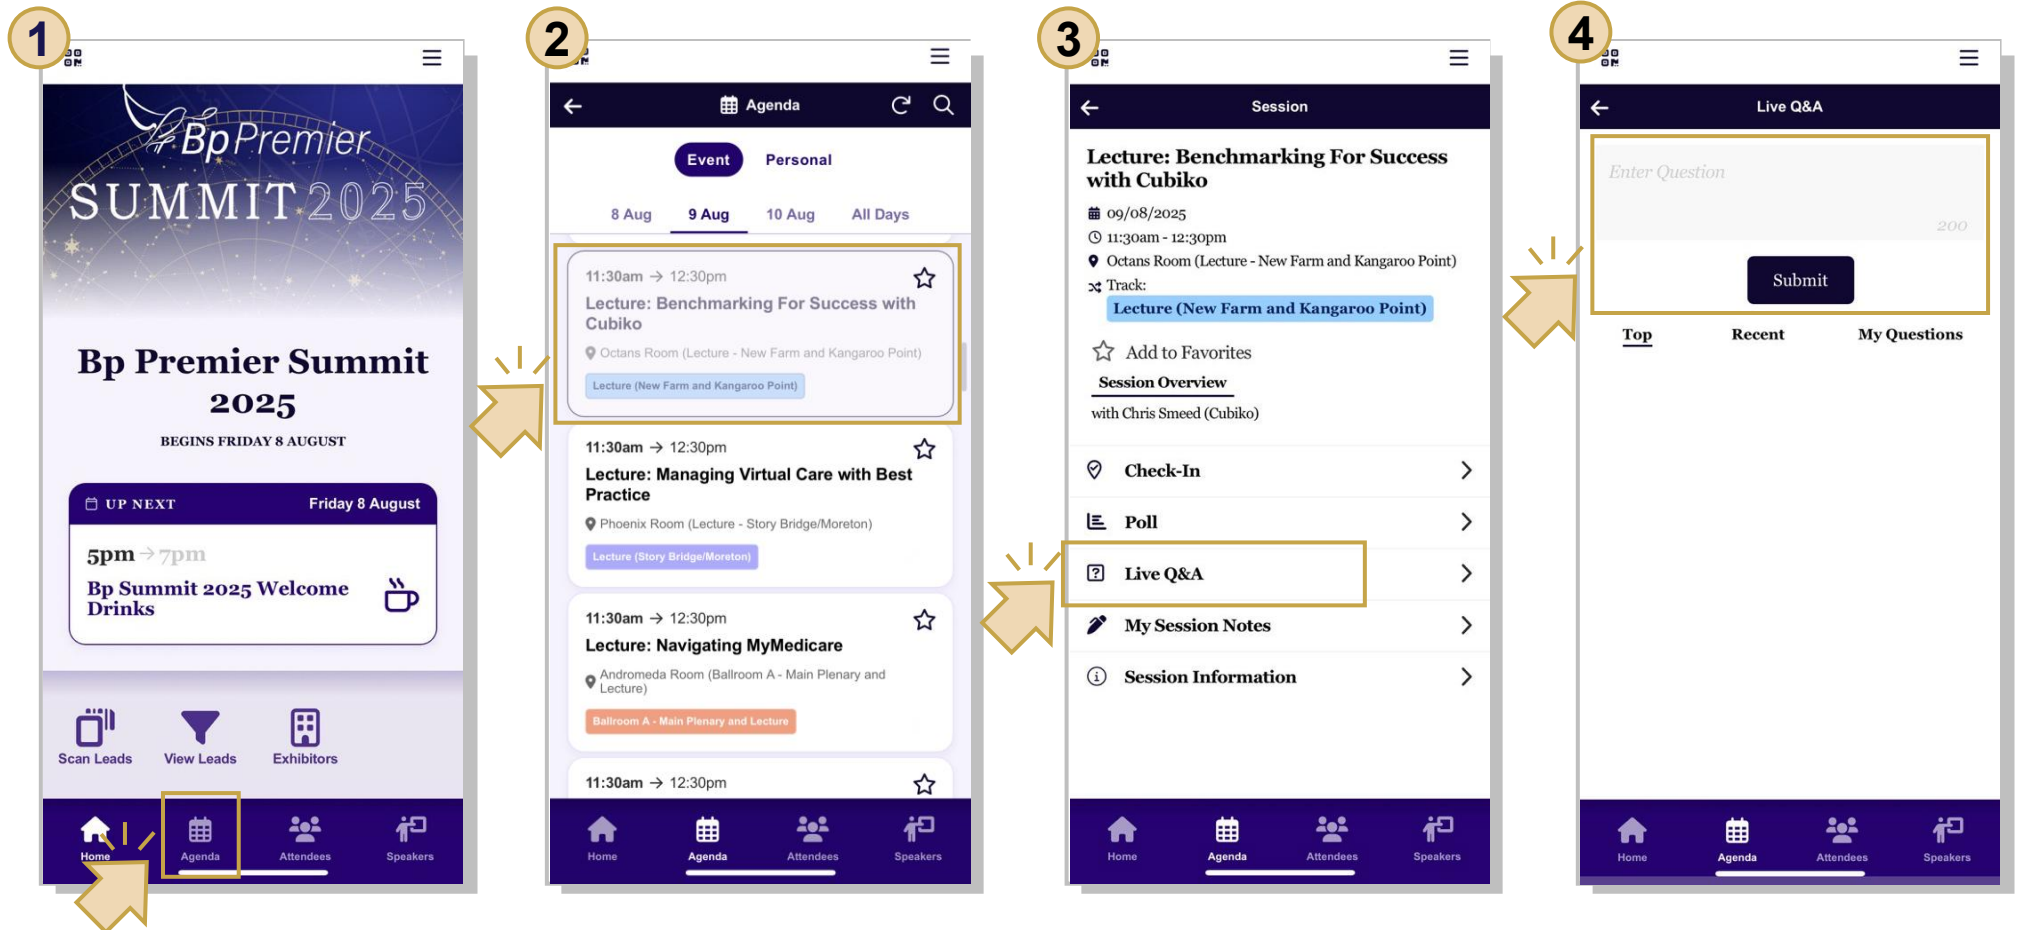 1
Bp Premier
SUMMIT 2025
Bp Premier Summit
2025
BEGINS FRIDAY 8 AUGUST
UP NEXT
Friday 8 August
5pm → 7pm
Bp Summit 2025 Welcome
Drinks
Scan Leads
View Leads
Exhibitors
Home
Agenda
Attendees
Speakers
2
Agenda
Event
Personal
8 Aug
9 Aug
10 Aug
All Days
11:30am → 12:30pm
Lecture: Benchmarking For Success with
Cubiko
Octans Room (Lecture - New Farm and Kangaroo Point)
Lecture (New Farm and Kangaroo Point)
11:30am → 12:30pm
Lecture: Managing Virtual Care with Best
Practice
Phoenix Room (Lecture - Story Bridge/Moreton)
Lecture (Story Bridge/Moreton)
11:30am → 12:30pm
Lecture: Navigating MyMedicare
Andromeda Room (Ballroom A - Main Plenary and
Lecture)
Ballroom A - Main Plenary and Lecture
11:30am → 12:30pm
Home
Agenda
Attendees
Speakers
3
Session
Lecture: Benchmarking For Success
with Cubiko
09/08/2025
11:30am - 12:30pm
Octans Room (Lecture - New Farm and Kangaroo Point)
Track:
Lecture (New Farm and Kangaroo Point)
Add to Favorites
Session Overview
with Chris Smeed (Cubiko)
Check-In
Poll
Live Q&A
My Session Notes
Session Information
Home
Agenda
Attendees
Speakers
4
Live Q&A
Enter Question
200
Submit
Top
Recent
My Questions
Home
Agenda
Attendees
Speakers